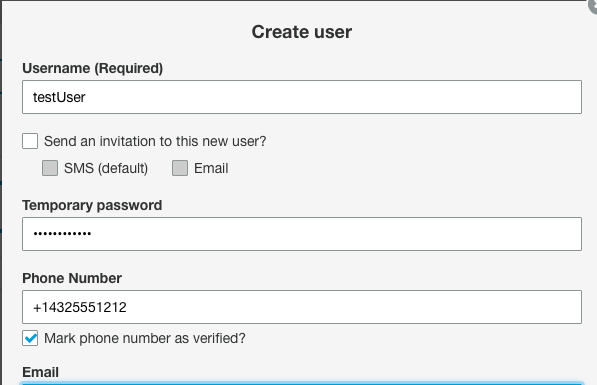 Create user
Username (Required)
testUser
Send an invitation to this new user?
SMS (default) Email
Temporary password
••••••••••••
Phone Number
+14325551212
Mark phone number as verified?
Email